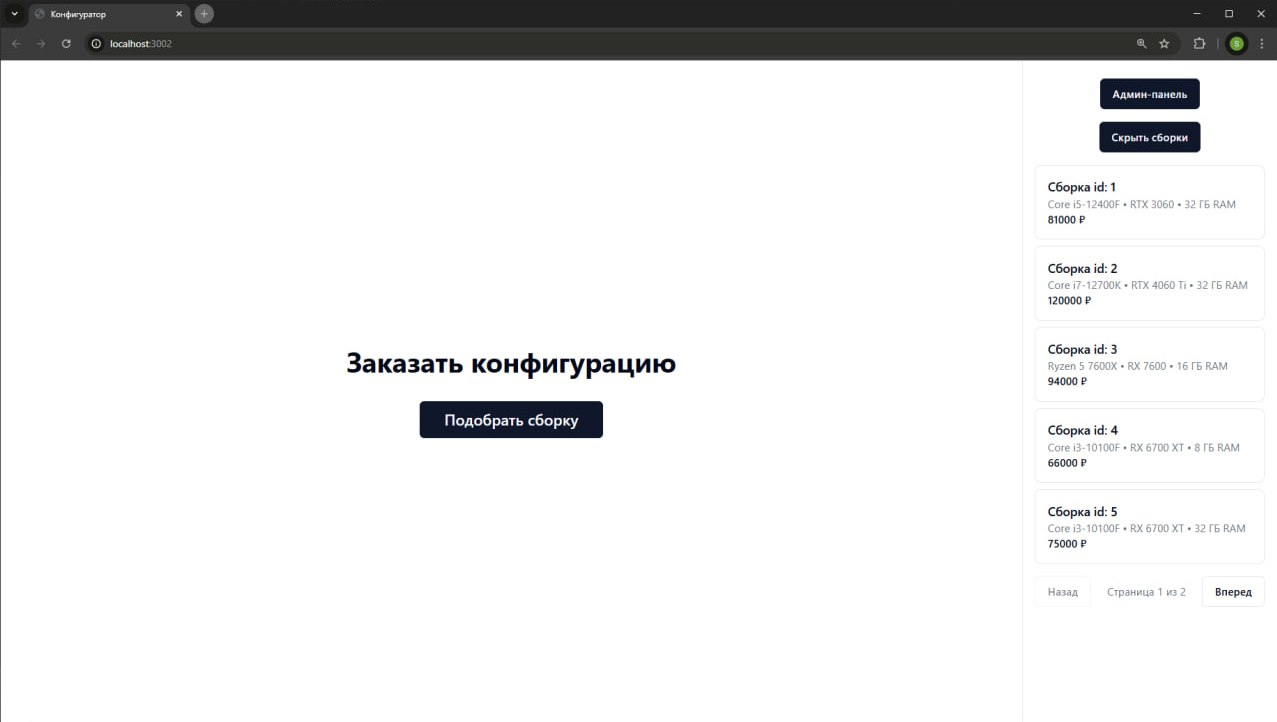 Конфигуратор
localhost:3002
S
Админ-панель
Скрыть сборки
Сборка id: 1
Core i5-12400F • RTX 3060 • 32 ГБ RAM
81000 ₽
Сборка id: 2
Core i7-12700K • RTX 4060 Ti • 32 ГБ RAM
120000 ₽
Сборка id: 3
Ryzen 5 7600X • RX 7600 • 16 ГБ RAM
94000 ₽
Сборка id: 4
Core i3-10100F • RX 6700 XT • 8 ГБ RAM
66000 ₽
Сборка id: 5
Core i3-10100F • RX 6700 XT • 32 ГБ RAM
75000 ₽
Назад Страница 1 из 2 Вперед
Заказать конфигурацию
Подобрать сборку